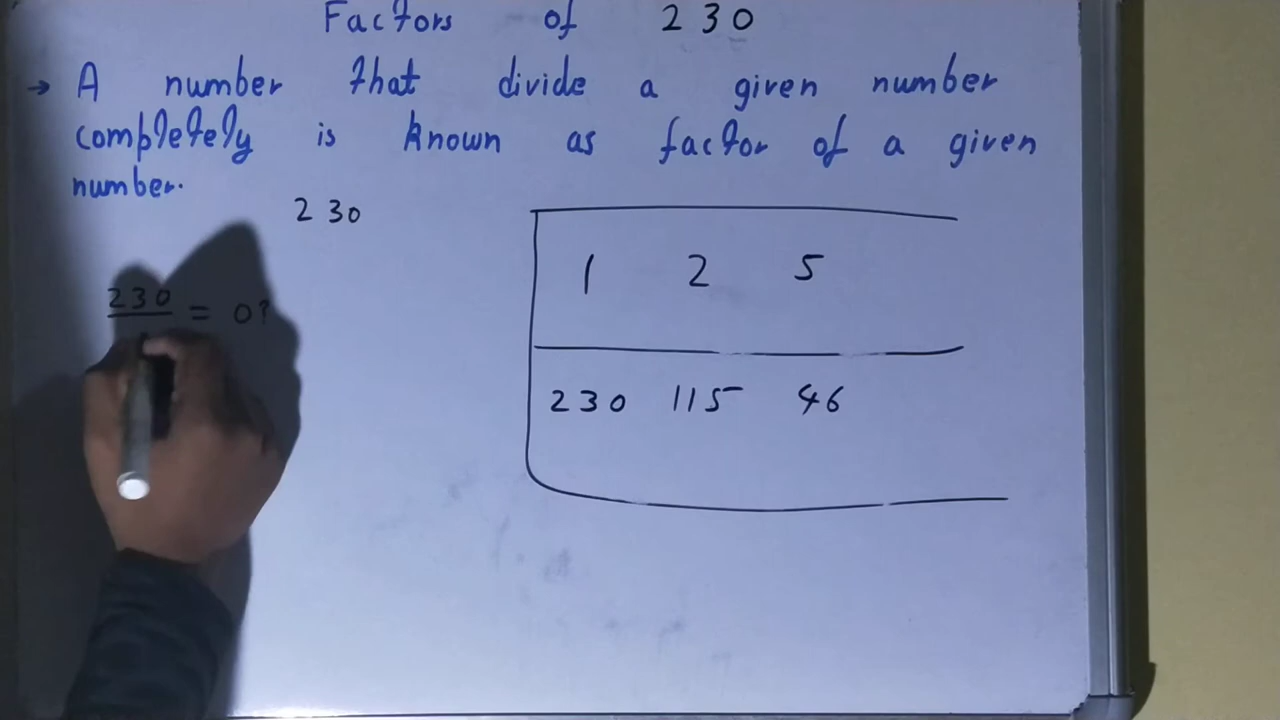 Factors of 230
→ A number that divide a given number
completely is known as factor of a given
number.
230
230 = 0?
1 2 5
230 115 46